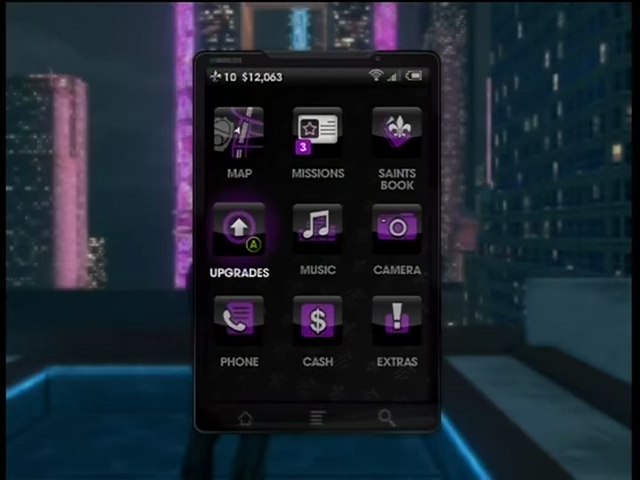 10 $12,063
MAP
MISSIONS
3
SAINTS
BOOK
UPGRADES
A
MUSIC
CAMERA
PHONE
CASH
$
EXTRAS